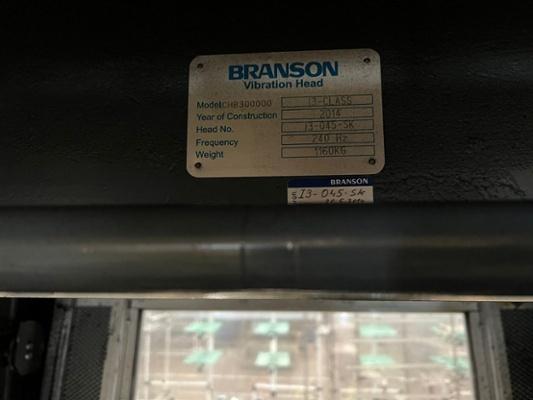 BRANSON
Vibration Head
Model CHB300000 I3-CLASS
Year of Construction 2014
Head No. I3-045-SK
Frequency 240 Hz
Weight 1160KG
BRANSON
I3-045-SK